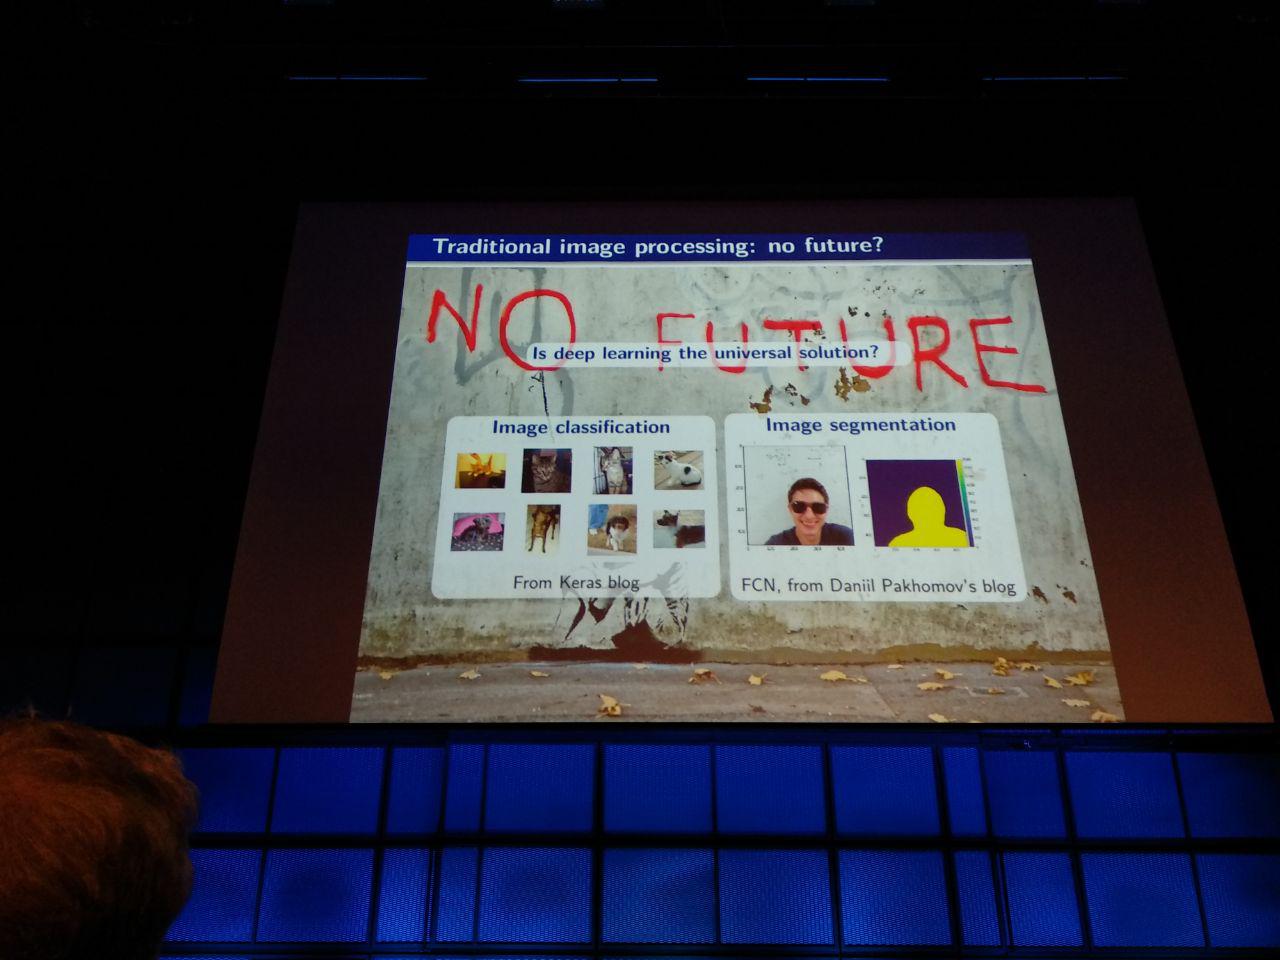 Traditional image processing: no future?
NO FUTURE
Is deep learning the universal solution?
Image classification
From Keras blog
Image segmentation
FCN, from Daniil Pakhomov's blog